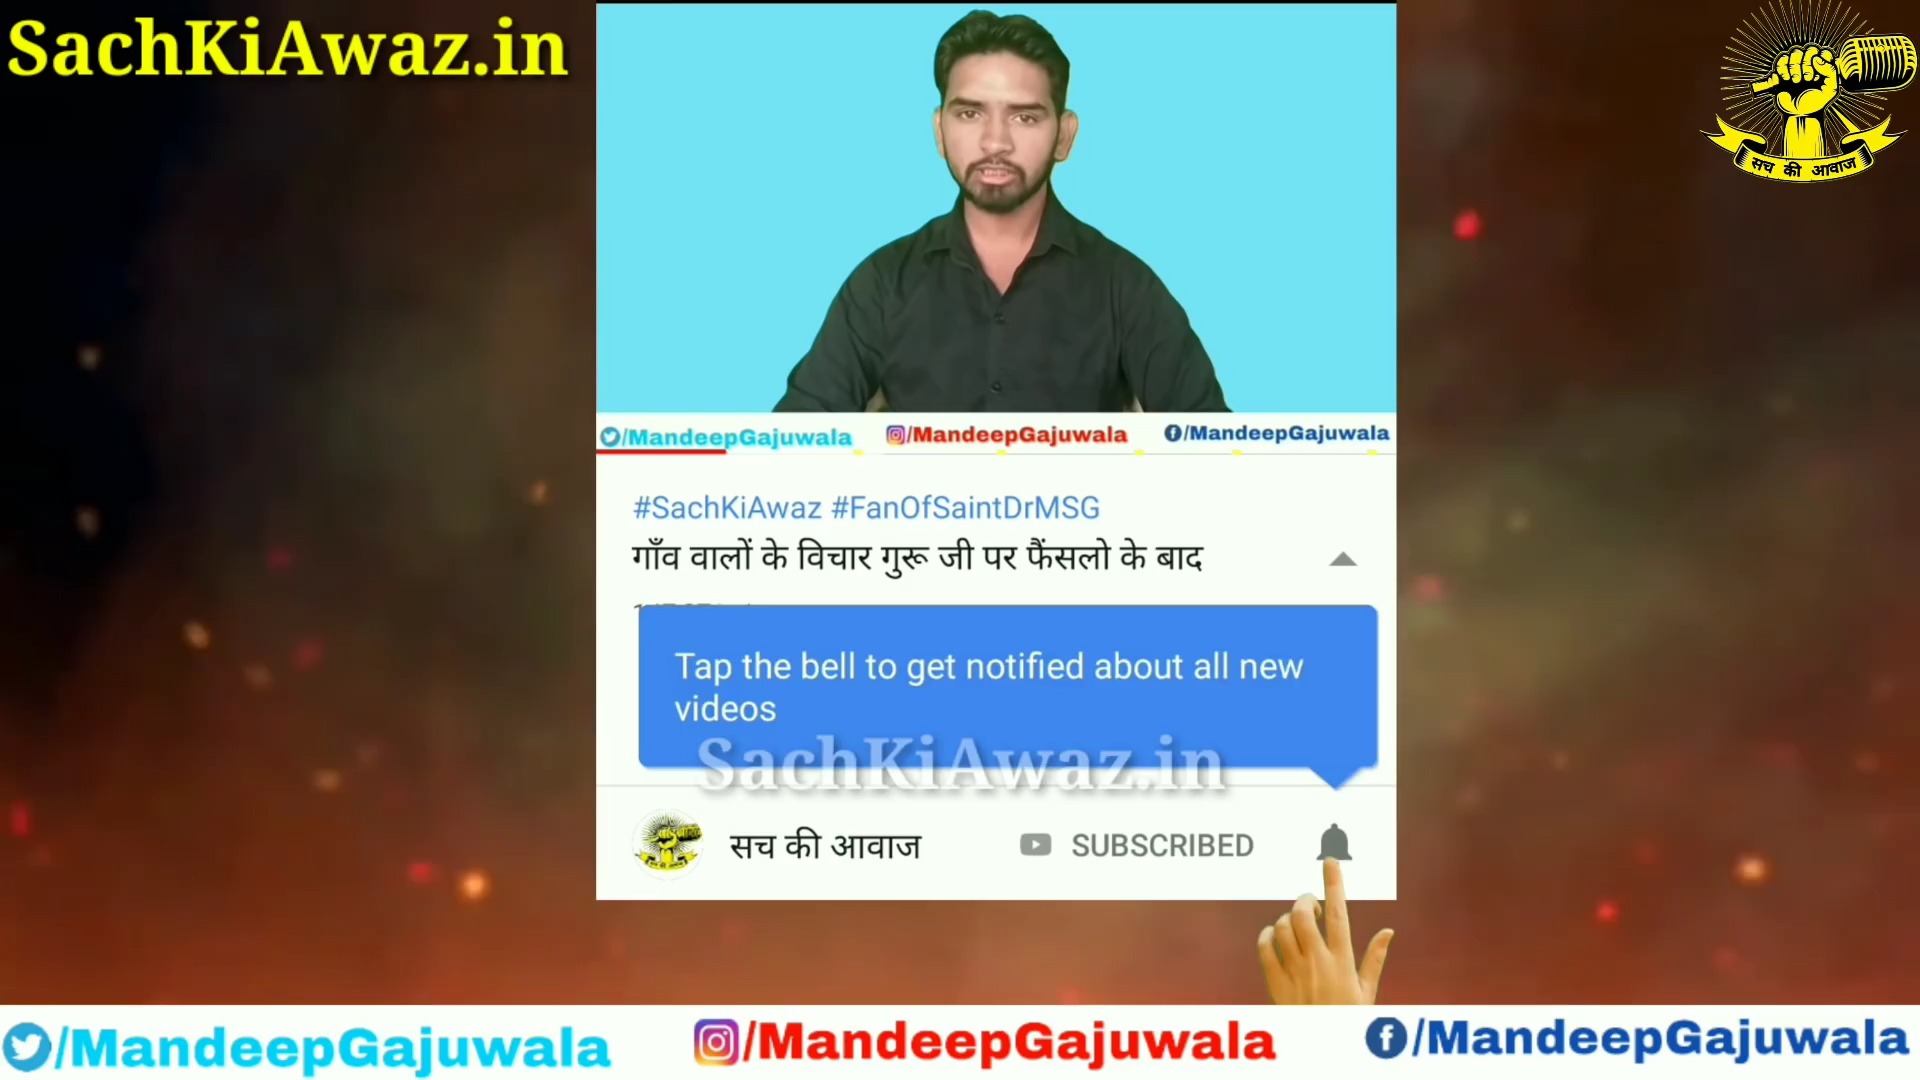 SachKiAwaz.in
सच की आवाज
/MandeepGajuwala /MandeepGajuwala /MandeepGajuwala
#SachKiAwaz #FanOfSaintDrMSG
गाँव वालों के विचार गुरू जी पर फैंसलो के बाद
Tap the bell to get notified about all new
videos
SachKiAwaz.in
सच की आवाज SUBSCRIBED
/MandeepGajuwala /MandeepGajuwala /MandeepGajuwala